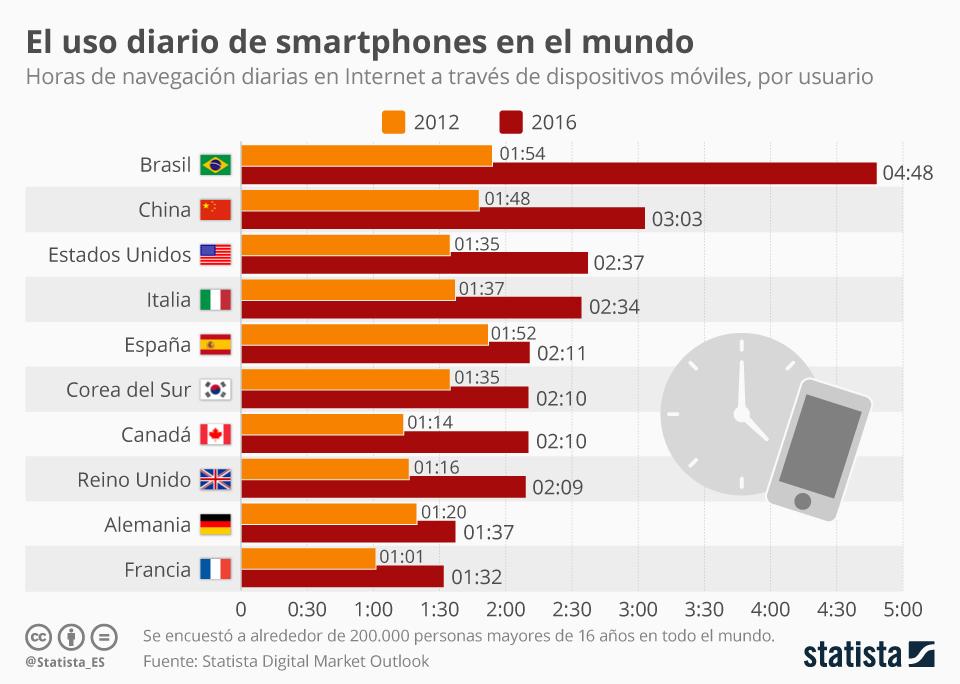 El uso diario de smartphones en el mundo
Horas de navegación diarias en Internet a través de dispositivos móviles, por usuario
2012 2016
Brasil 01:54 04:48
China 01:48 03:03
Estados Unidos 01:35 02:37
Italia 01:37 02:34
España 01:52 02:11
Corea del Sur 01:35 02:10
Canadá 01:14 02:10
Reino Unido 01:16 02:09
Alemania 01:20 01:37
Francia 01:01 01:32
0 0:30 1:00 1:30 2:00 2:30 3:00 3:30 4:00 4:30 5:00
Se encuestó a alrededor de 200.000 personas mayores de 16 años en todo el mundo.
cc
@Statista_ES
Fuente: Statista Digital Market Outlook
statista